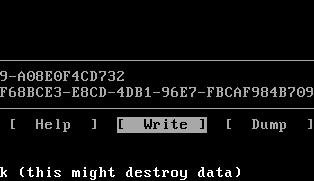 9-A08E0F4CD732
F68BCE3-E8CD-4DB1-96E7-FBCAF984B709
[ Help ] [ Write ] [ Dump ]
k (this might destroy data)